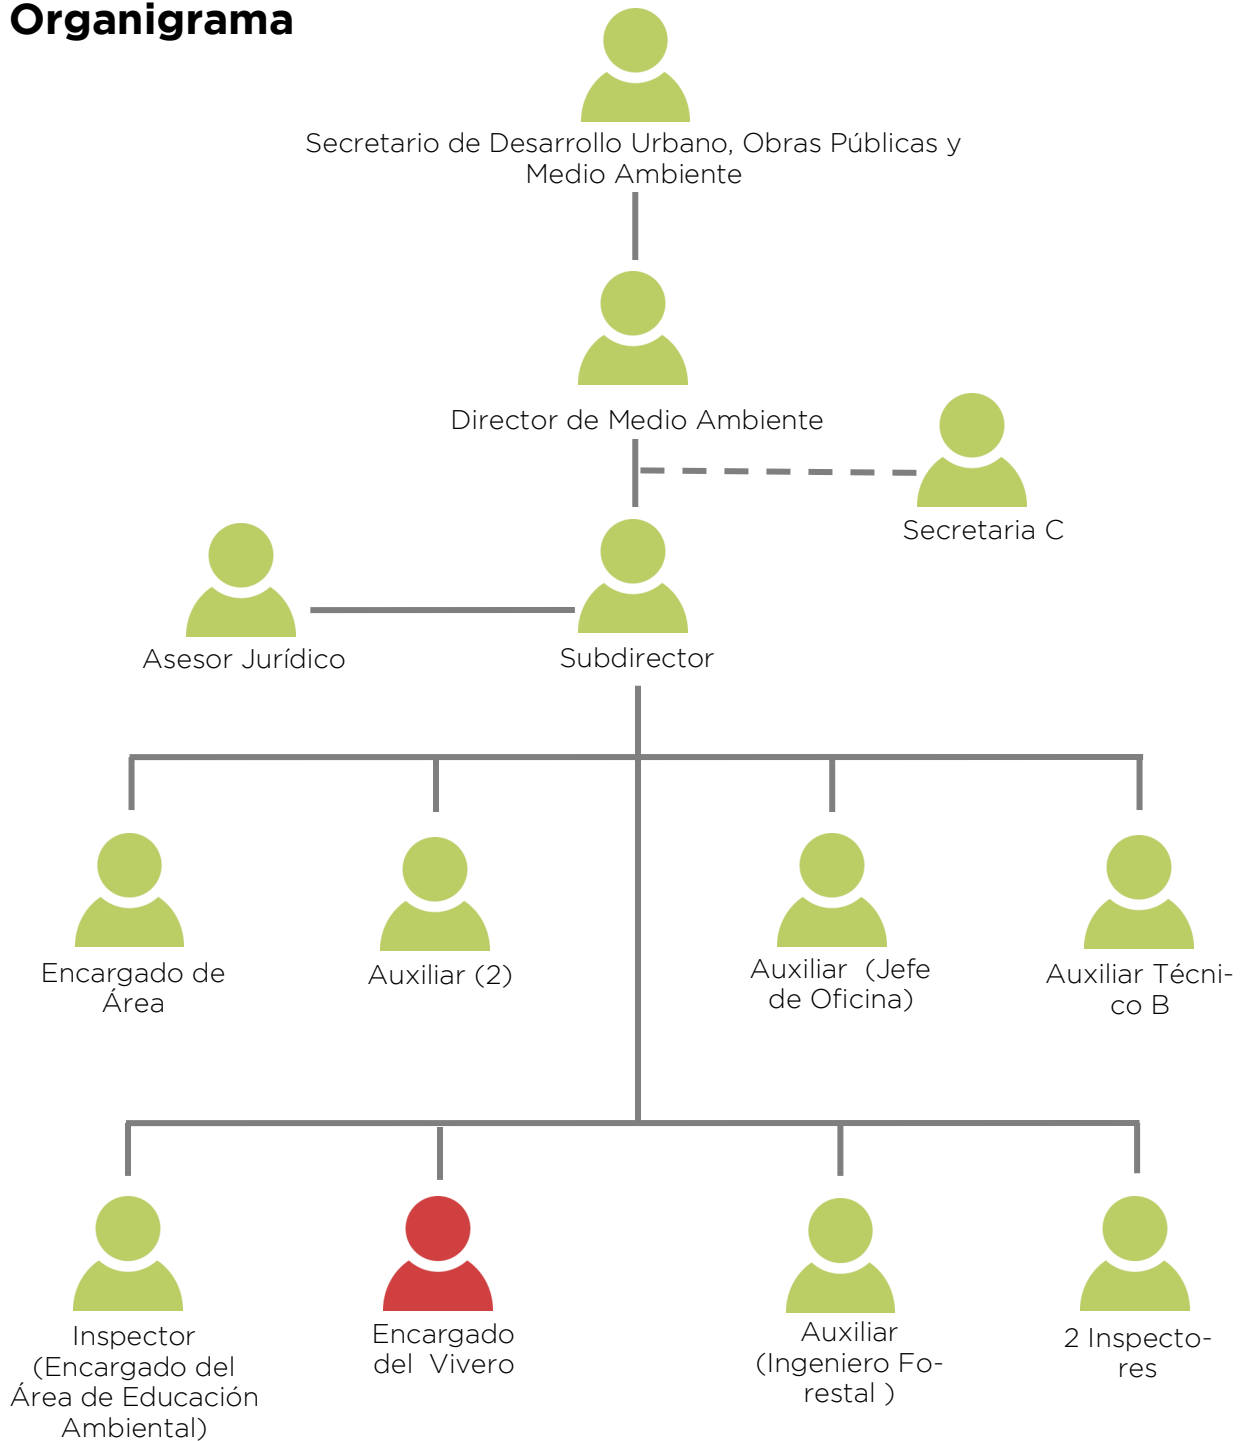 Organigrama
Secretario de Desarrollo Urbano, Obras Públicas y
Medio Ambiente
Director de Medio Ambiente
Secretaria C
Asesor Jurídico
Subdirector
Encargado de
Área
Auxiliar (2)
Auxiliar (Jefe
de Oficina)
Auxiliar Técni-
co B
Inspector
(Encargado del
Área de Educación
Ambiental)
Encargado
del Vivero
Auxiliar
(Ingeniero Fo-
restal )
2 Inspecto-
res